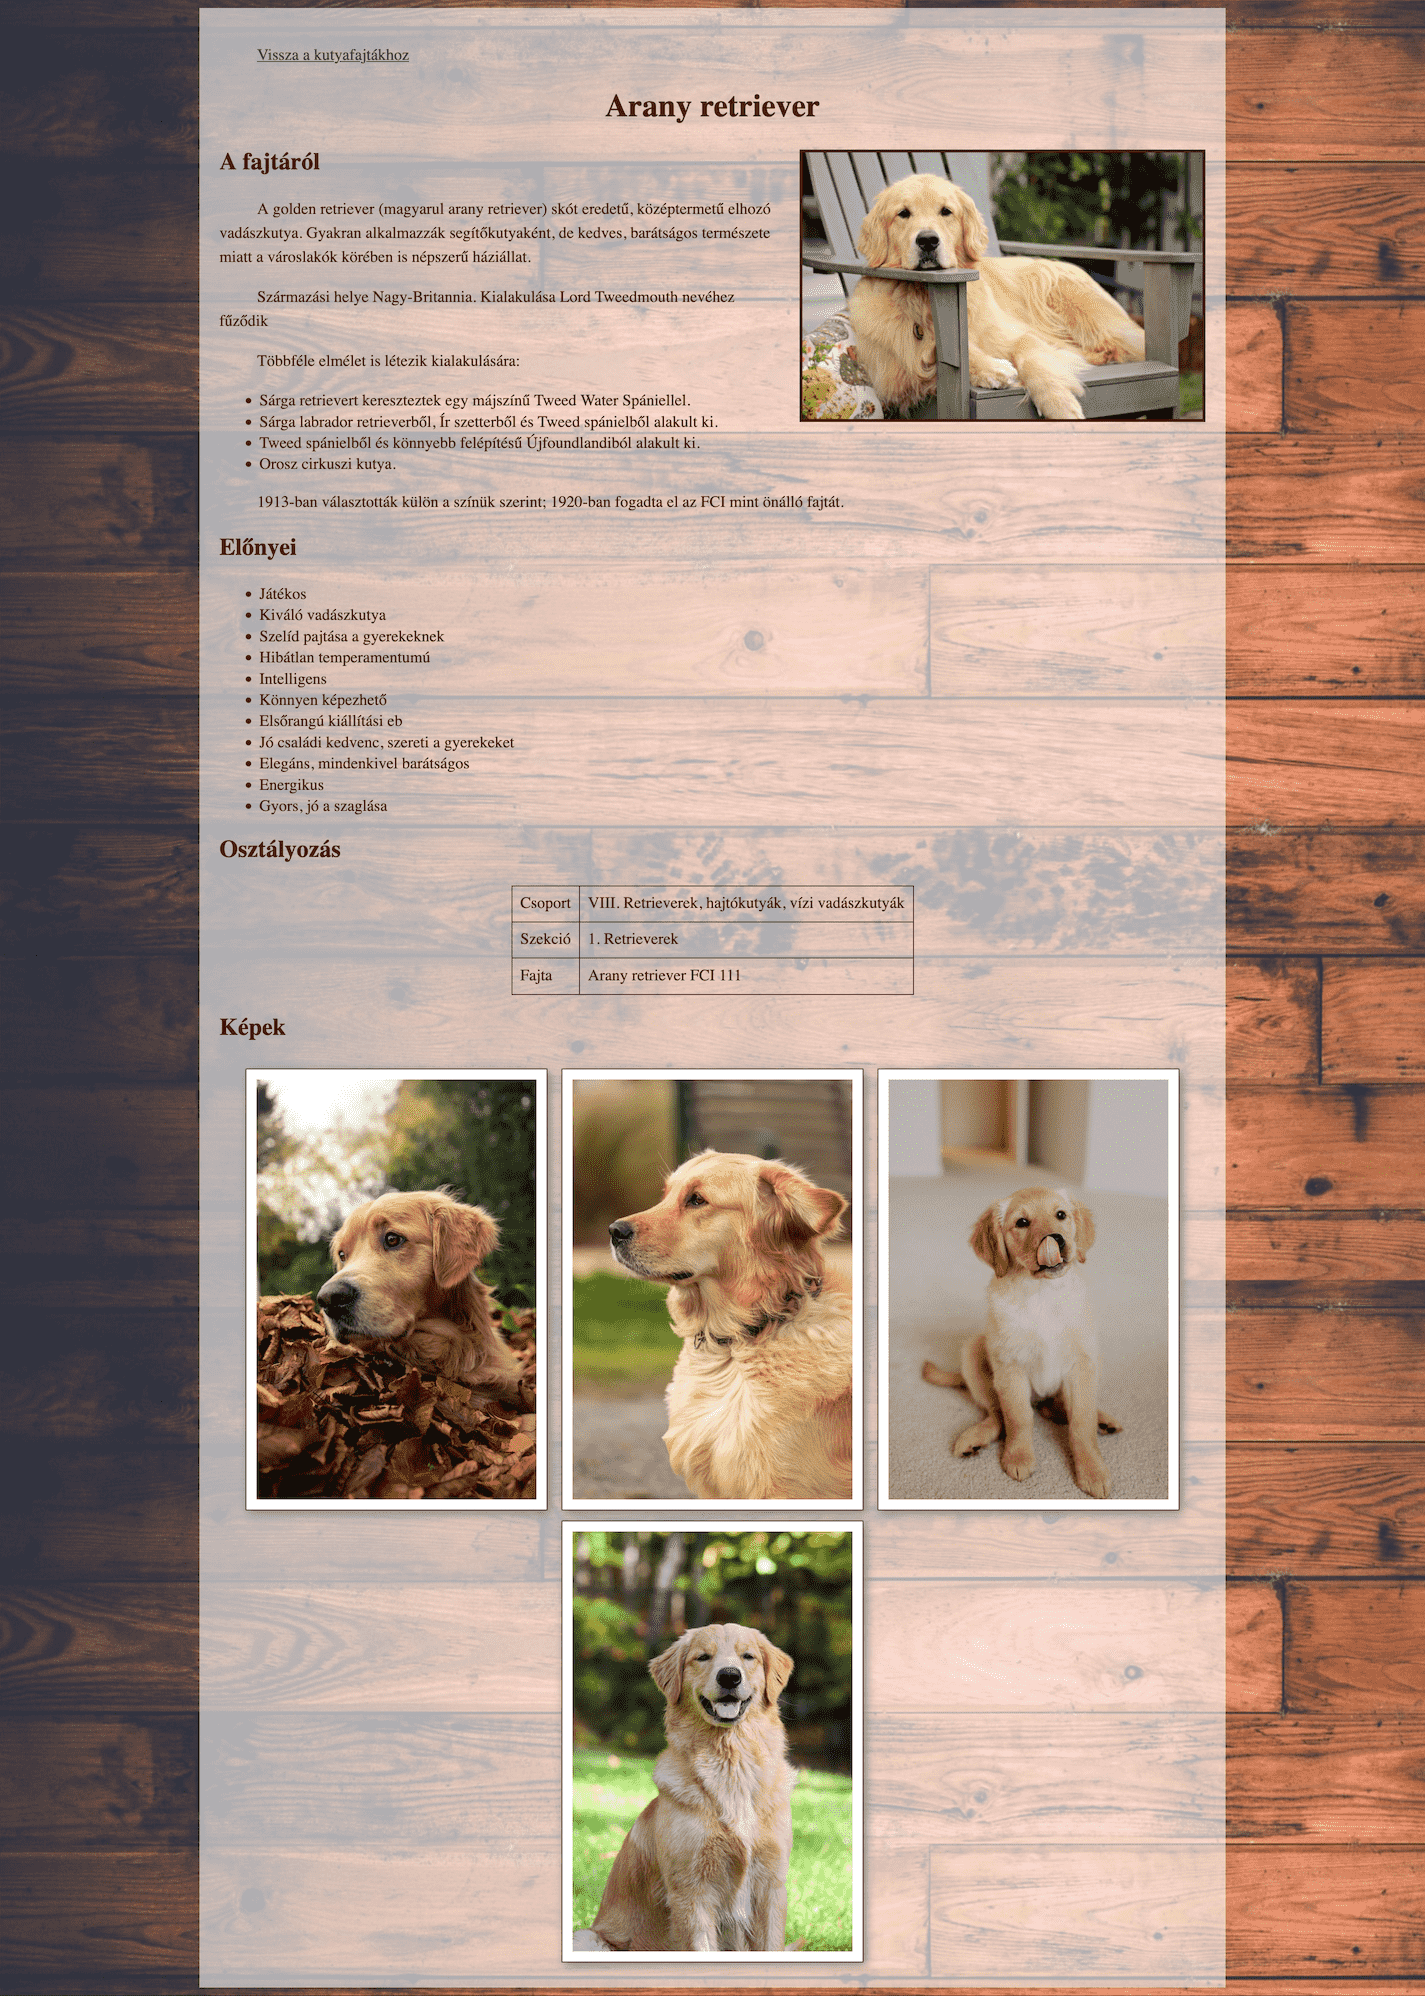 Vissza a kutyafajtákhoz
Arany retriever
A fajtáról
A golden retriever (magyarul arany retriever) skót eredetű, középtermetű elhozó
vadászkutya. Gyakran alkalmazzák segítőkutyaként, de kedves, barátságos természete
miatt a városlakók körében is népszerű háziállat.
Származási helye Nagy-Britannia. Kialakulása Lord Tweedmouth nevéhez
fűződik
Többféle elmélet is létezik kialakulására:
• Sárga retrievert kereszteztek egy májszínű Tweed Water Spániellel.
• Sárga labrador retrieverből, Ír szetterből és Tweed spánielből alakult ki.
• Tweed spánielből és könnyebb felépítésű Újfoundlandiból alakult ki.
• Orosz cirkuszi kutya.
1913-ban választották külön a színük szerint; 1920-ban fogadta el az FCI mint önálló fajtát.
Előnyei
• Játékos
• Kiváló vadászkutya
• Szelíd pajtása a gyerekeknek
• Hibátlan temperamentumú
• Intelligens
• Könnyen képezhető
• Elsőrangú kiállítási eb
• Jó családi kedvenc, szereti a gyerekeket
• Elegáns, mindenkivel barátságos
• Energikus
• Gyors, jó a szaglása
Osztályozás
Csoport VIII. Retrieverek, hajtókutyák, vízi vadászkutyák
Szekció 1. Retrieverek
Fajta Arany retriever FCI 111
Képek